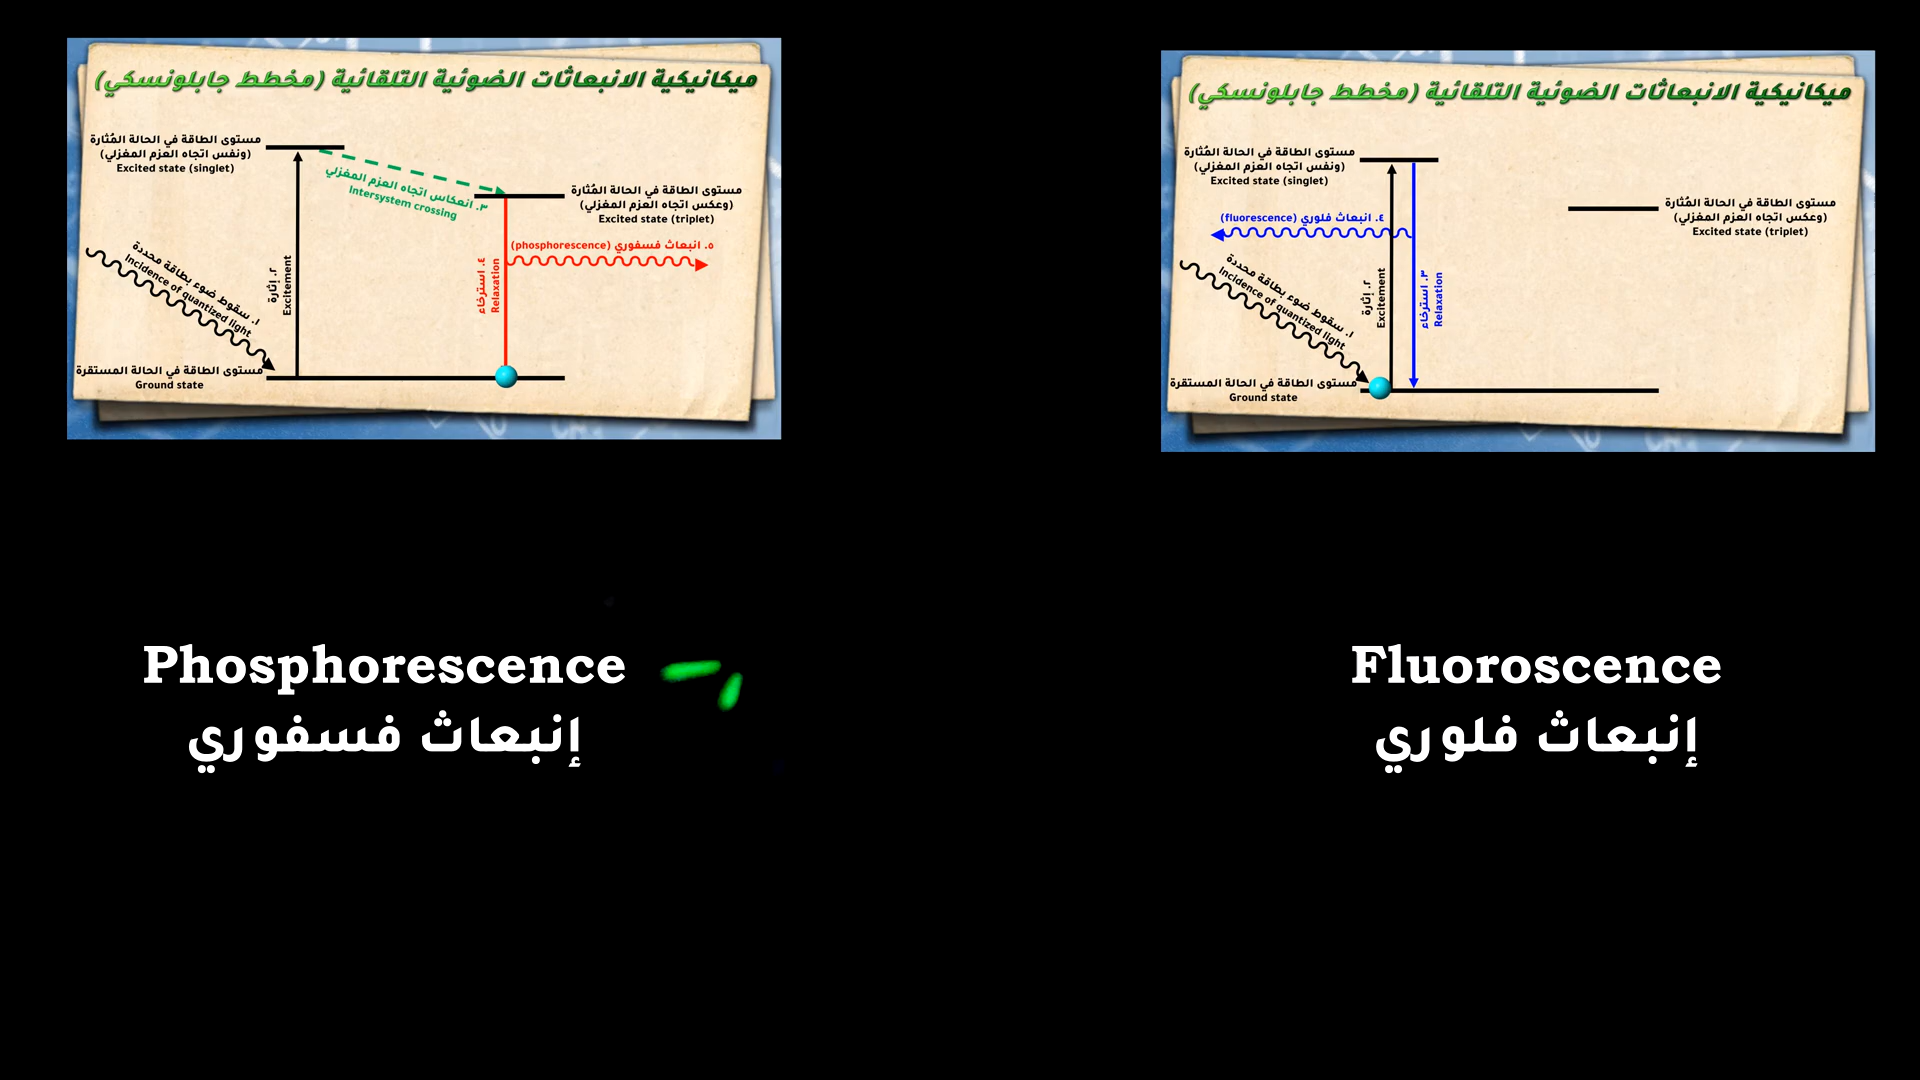 ميكانيكية الانبعاثات الضوئية التلقائية (مخطط جابلونسكي)
مستوى الطاقة في الحالة المُثارة
(ونفس اتجاه العزم المغزلي)
Excited state (singlet)
٣. انعكاس اتجاه العزم المغزلي
Intersystem crossing
مستوى الطاقة في الحالة المُثارة
(وعكس اتجاه العزم المغزلي)
Excited state (triplet)
٥. انبعاث فسفوري (phosphorescence)
١. سقوط ضوء بطاقة محددة
Incidence of quantized light
٢. إثارة
Excitement
٤. استرخاء
Relaxation
مستوى الطاقة في الحالة المستقرة
Ground state
ميكانيكية الانبعاثات الضوئية التلقائية (مخطط جابلونسكي)
مستوى الطاقة في الحالة المُثارة
(ونفس اتجاه العزم المغزلي)
Excited state (singlet)
مستوى الطاقة في الحالة المُثارة
(وعكس اتجاه العزم المغزلي)
Excited state (triplet)
٤. انبعاث فلوري (fluorescence)
١. سقوط ضوء بطاقة محددة
Incidence of quantized light
٢. إثارة
Excitement
٣. استرخاء
Relaxation
مستوى الطاقة في الحالة المستقرة
Ground state
Phosphorescence
إنبعاث فسفوري
Fluoroscence
إنبعاث فلوري